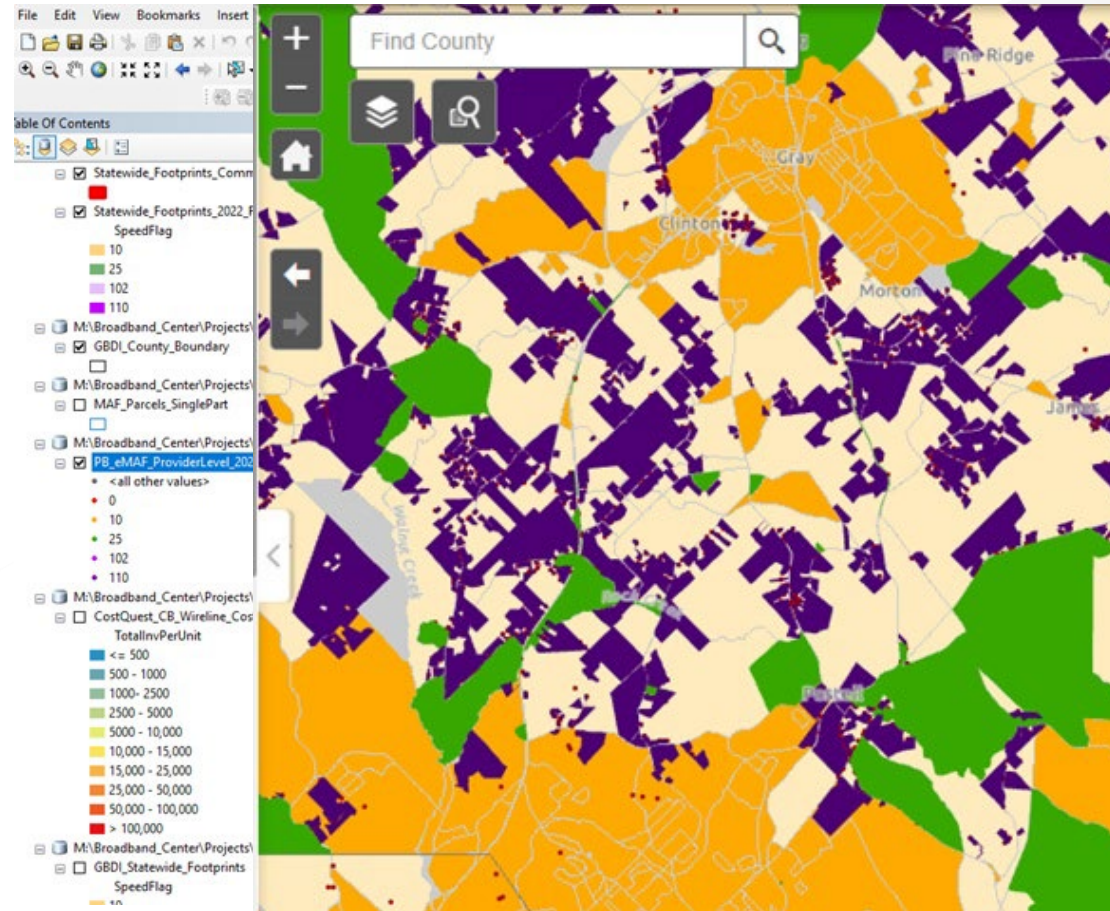 File Edit View Bookmarks Insert
able Of Contents
Statewide_Footprints_Comm
Statewide_Footprints_2022_F
SpeedFlag
10
25
102
110
M:\Broadband_Center\Projects\
GBDI_County_Boundary
M:\Broadband_Center\Projects\
MAF_Parcels_SinglePart
M:\Broadband_Center\Projects\
PB_eMAF_ProviderLevel_202
<all other values>
0
10
25
102
110
M:\Broadband_Center\Projects\
CostQuest_CB_Wireline_Cos
TotalInvPerUnit
<= 500
500 - 1000
1000- 2500
2500 - 5000
5000 - 10,000
10,000 - 15,000
15,000 - 25,000
25,000 - 50,000
50,000 - 100,000
> 100,000
M:\Broadband_Center\Projects\
GBDI_Statewide_Footprints
SpeedFlag
10
+
−
Find County
Pine Ridge
Gray
Clinton
Morton
James
Walnut Creek
Postell